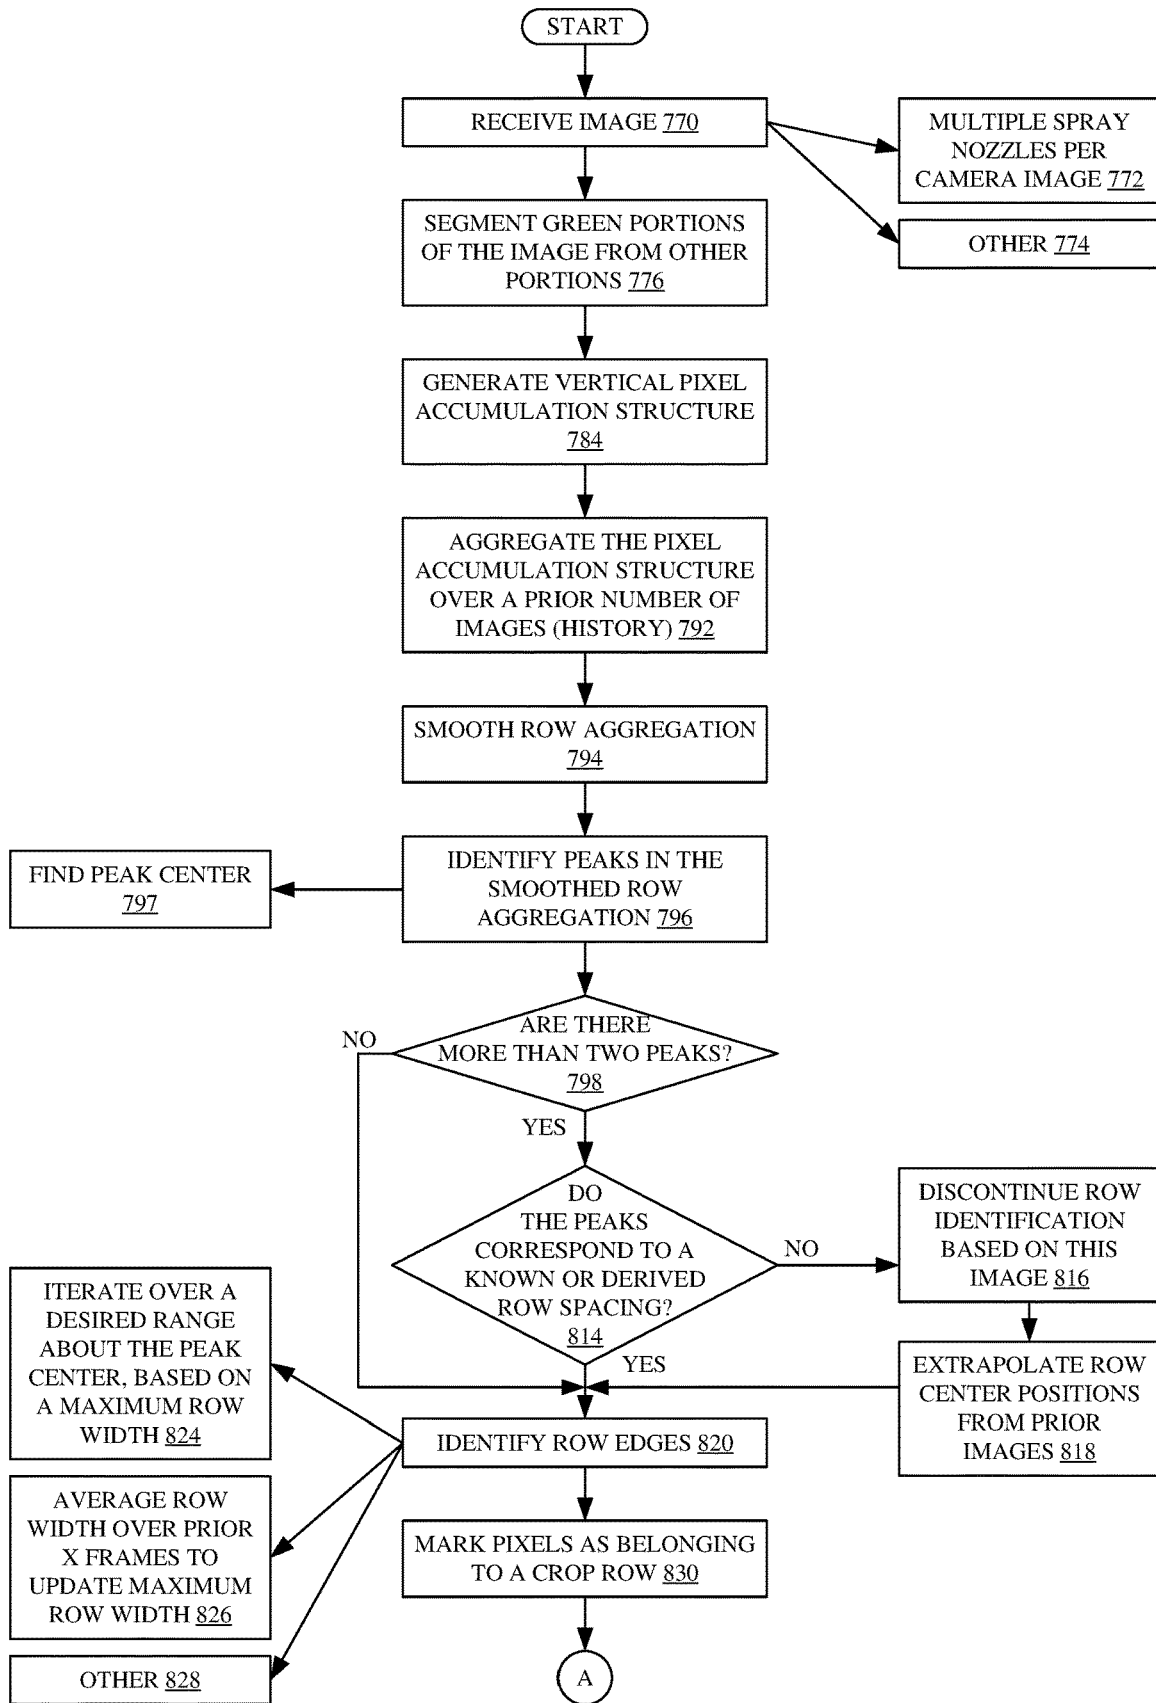 START
RECEIVE IMAGE 770
MULTIPLE SPRAY
NOZZLES PER
CAMERA IMAGE 772
OTHER 774
SEGMENT GREEN PORTIONS
OF THE IMAGE FROM OTHER
PORTIONS 776
GENERATE VERTICAL PIXEL
ACCUMULATION STRUCTURE
784
AGGREGATE THE PIXEL
ACCUMULATION STRUCTURE
OVER A PRIOR NUMBER OF
IMAGES (HISTORY) 792
SMOOTH ROW AGGREGATION
794
IDENTIFY PEAKS IN THE
SMOOTHED ROW
AGGREGATION 796
FIND PEAK CENTER
797
ARE THERE
MORE THAN TWO PEAKS?
798
NO
YES
DO
THE PEAKS
CORRESPOND TO A
KNOWN OR DERIVED
ROW SPACING?
814
NO
YES
DISCONTINUE ROW
IDENTIFICATION
BASED ON THIS
IMAGE 816
EXTRAPOLATE ROW
CENTER POSITIONS
FROM PRIOR
IMAGES 818
IDENTIFY ROW EDGES 820
ITERATE OVER A
DESIRED RANGE
ABOUT THE PEAK
CENTER, BASED ON
A MAXIMUM ROW
WIDTH 824
AVERAGE ROW
WIDTH OVER PRIOR
X FRAMES TO
UPDATE MAXIMUM
ROW WIDTH 826
OTHER 828
MARK PIXELS AS BELONGING
TO A CROP ROW 830
A